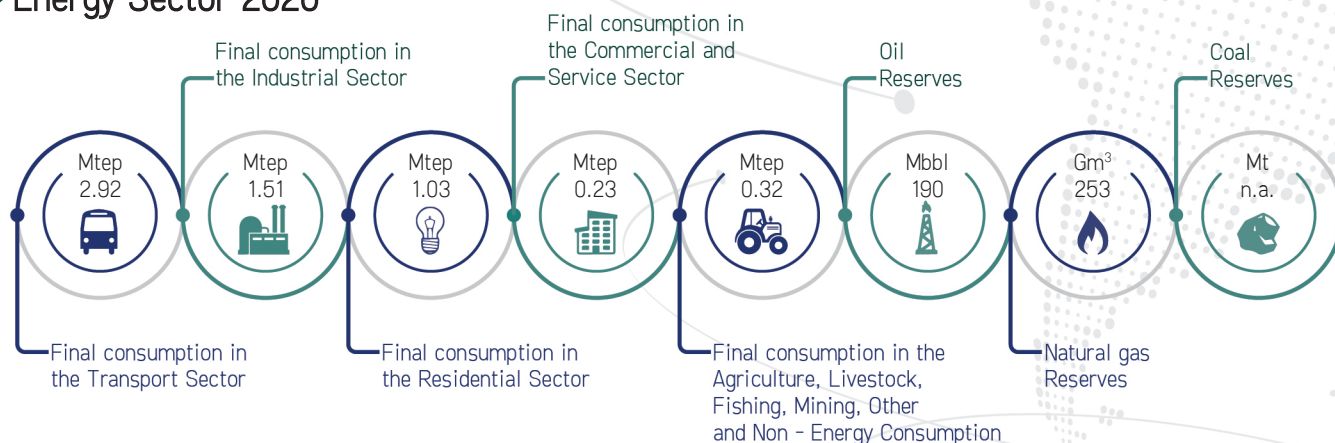 Energy Sector 2020
Final consumption in
the Industrial Sector
Final consumption in
the Commercial and
Service Sector
Oil
Reserves
Coal
Reserves
Mtep
2.92
Mtep
1.51
Mtep
1.03
Mtep
0.23
Mtep
0.32
Mbbl
190
Gm³
253
Mt
n.a.
Final consumption in
the Transport Sector
Final consumption in
the Residential Sector
Final consumption in the
Agriculture, Livestock,
Fishing, Mining, Other
and Non - Energy Consumption
Natural gas
Reserves